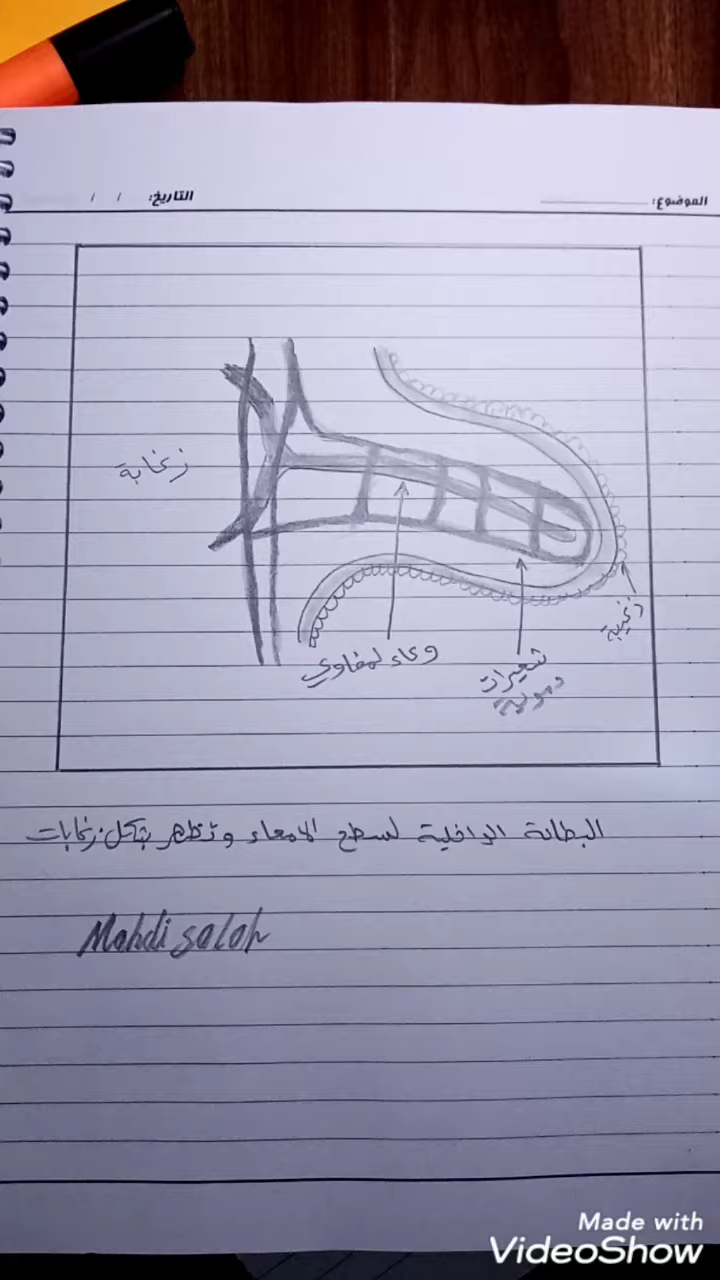 الموضوع:
التاريخ: / /
زغابة
زغيبة
وعاء لمفاوي
شعيرات
دموية
البطانة الداخلية لسطح الامعاء وتظهر بشكل زغابات
Mahdi saloh
Made with
VideoShow